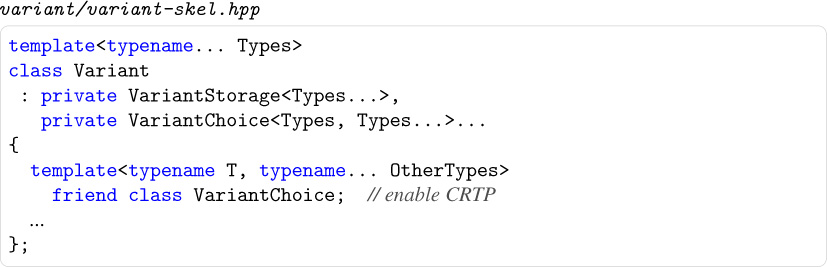 variant/variant-skel.hpp
template<typename... Types>
class Variant
 : private VariantStorage<Types...>,
   private VariantChoice<Types, Types...>...
{
  template<typename T, typename... OtherTypes>
    friend class VariantChoice;  // enable CRTP
  ...
};